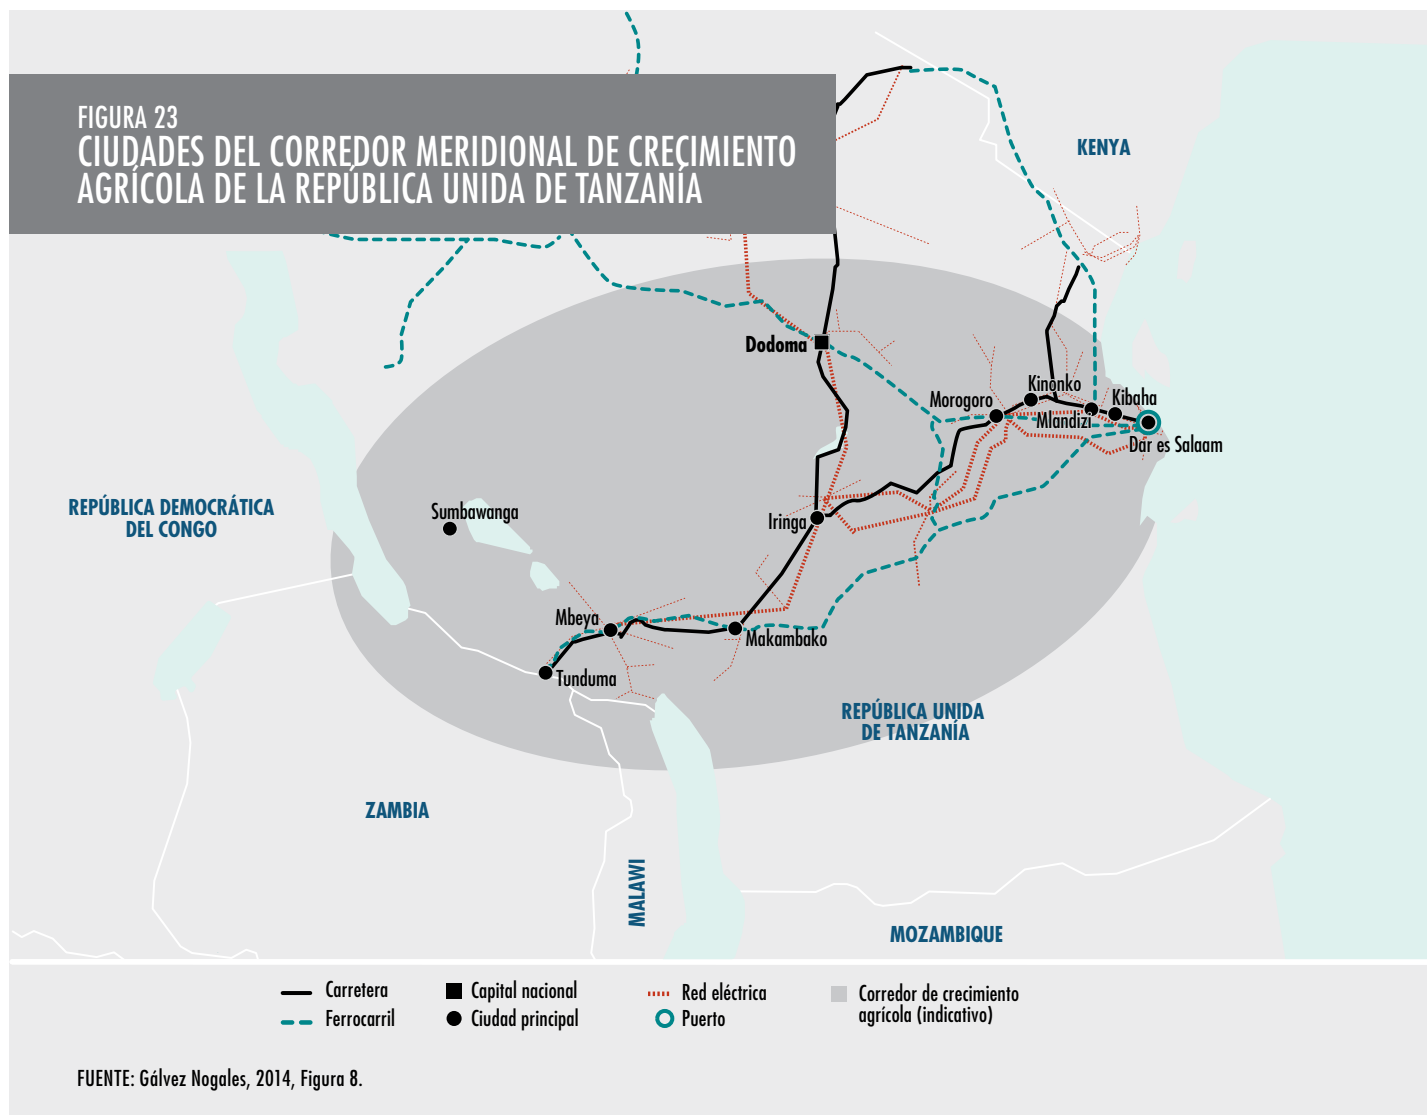 FIGURA 23
CIUDADES DEL CORREDOR MERIDIONAL DE CRECIMIENTO
AGRÍCOLA DE LA REPÚBLICA UNIDA DE TANZANÍA
KENYA
Dodoma
Kinonko
Morogoro
Kibaha
Mlandizi
Dar es Salaam
REPÚBLICA DEMOCRÁTICA
DEL CONGO
Sumbawanga
Iringa
Mbeya
Makambako
Tunduma
REPÚBLICA UNIDA
DE TANZANÍA
ZAMBIA
MALAWI
MOZAMBIQUE
Carretera
Ferrocarril
Capital nacional
Ciudad principal
Red eléctrica
Puerto
Corredor de crecimiento
agrícola (indicativo)
FUENTE: Gálvez Nogales, 2014, Figura 8.